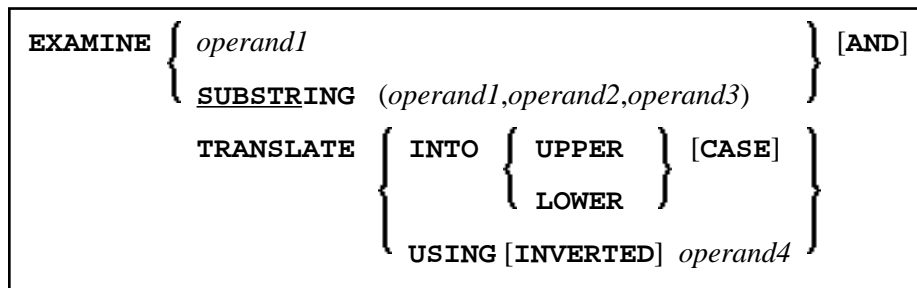 EXAMINE { operand1 } [AND]
SUBSTRING (operand1,operand2,operand3)
TRANSLATE { INTO { UPPER } [CASE] }
LOWER
USING [INVERTED] operand4